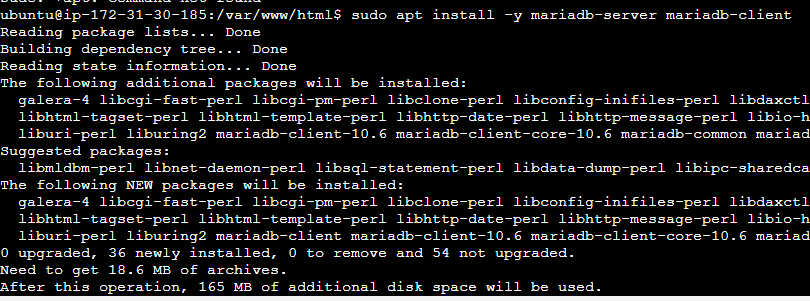 ubuntu@ip-172-31-30-185:/var/www/html$ sudo apt install -y mariadb-server mariadb-client
Reading package lists... Done
Building dependency tree... Done
Reading state information... Done
The following additional packages will be installed:
  galera-4 libcgi-fast-perl libcgi-pm-perl libclone-perl libconfig-inifiles-perl libdaxctl
  libhtml-tagset-perl libhtml-template-perl libhttp-date-perl libhttp-message-perl libio-h
  liburi-perl liburing2 mariadb-client-10.6 mariadb-client-core-10.6 mariadb-common mariad
Suggested packages:
  libmldbm-perl libnet-daemon-perl libsql-statement-perl libdata-dump-perl libipc-sharedca
The following NEW packages will be installed:
  galera-4 libcgi-fast-perl libcgi-pm-perl libclone-perl libconfig-inifiles-perl libdaxctl
  libhtml-tagset-perl libhtml-template-perl libhttp-date-perl libhttp-message-perl libio-h
  liburi-perl liburing2 mariadb-client mariadb-client-10.6 mariadb-client-core-10.6 mariad
0 upgraded, 36 newly installed, 0 to remove and 54 not upgraded.
Need to get 18.6 MB of archives.
After this operation, 165 MB of additional disk space will be used.